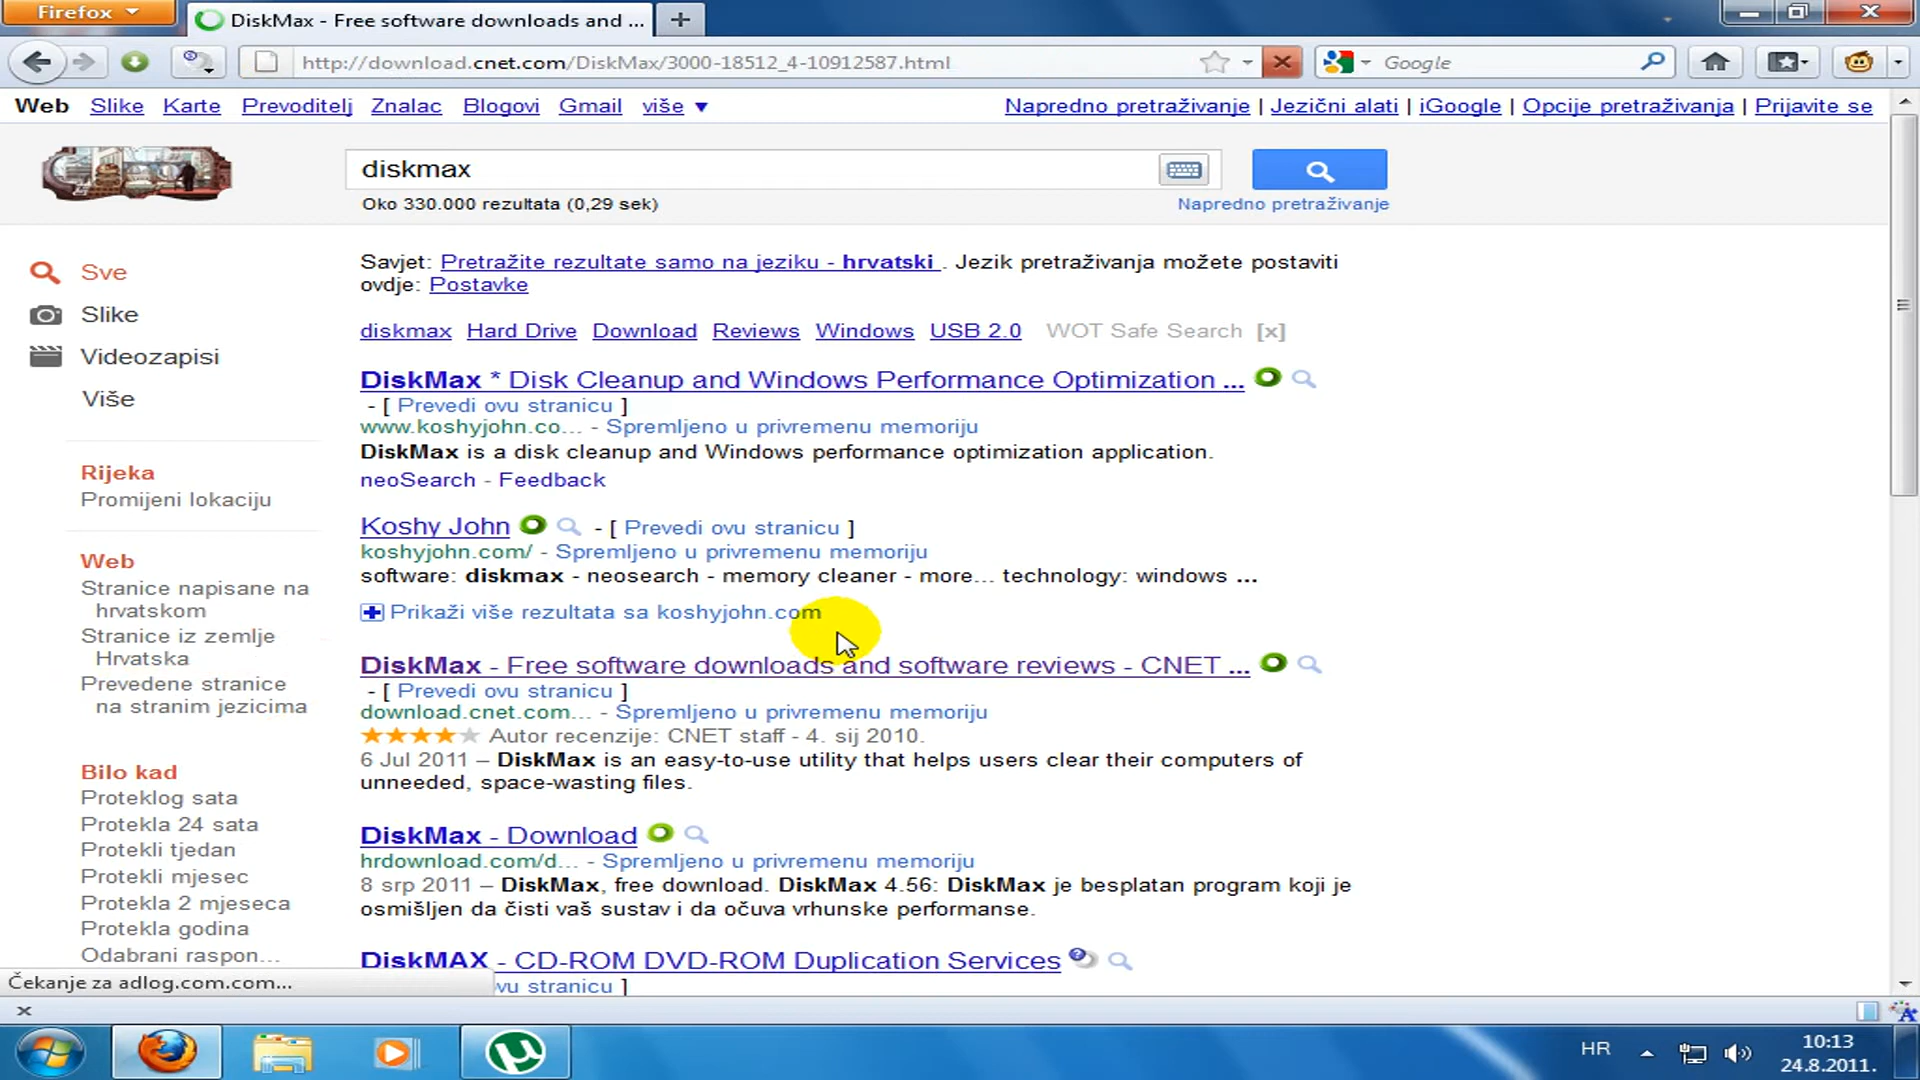 Firefox
DiskMax - Free software downloads and ...
http://download.cnet.com/DiskMax/3000-18512_4-10912587.html
Google
Web Slike Karte Prevoditelj Znalac Blogovi Gmail više ▼
Napredno pretraživanje | Jezični alati | iGoogle | Opcije pretraživanja | Prijavite se
diskmax
Oko 330.000 rezultata (0,29 sek)
Napredno pretraživanje
Sve
Slike
Videozapisi
Više
Rijeka
Promijeni lokaciju
Web
Stranice napisane na
hrvatskom
Stranice iz zemlje
Hrvatska
Prevedene stranice
na stranim jezicima
Bilo kad
Proteklog sata
Protekla 24 sata
Protekli tjedan
Protekli mjesec
Protekla 2 mjeseca
Protekla godina
Odabrani raspon...
Savjet: Pretražite rezultate samo na jeziku - hrvatski . Jezik pretraživanja možete postaviti
ovdje: Postavke
diskmax Hard Drive Download Reviews Windows USB 2.0 WOT Safe Search [x]
DiskMax * Disk Cleanup and Windows Performance Optimization ...
- [ Prevedi ovu stranicu ]
www.koshyjohn.co... - Spremljeno u privremenu memoriju
DiskMax is a disk cleanup and Windows performance optimization application.
neoSearch - Feedback
Koshy John - [ Prevedi ovu stranicu ]
koshyjohn.com/ - Spremljeno u privremenu memoriju
software: diskmax - neosearch - memory cleaner - more... technology: windows ...
Prikaži više rezultata sa koshyjohn.com
DiskMax - Free software downloads and software reviews - CNET ...
- [ Prevedi ovu stranicu ]
download.cnet.com... - Spremljeno u privremenu memoriju
Autor recenzije: CNET staff - 4. sij 2010.
6 Jul 2011 – DiskMax is an easy-to-use utility that helps users clear their computers of
unneeded, space-wasting files.
DiskMax - Download
hrdownload.com/d... - Spremljeno u privremenu memoriju
8 srp 2011 – DiskMax, free download. DiskMax 4.56: DiskMax je besplatan program koji je
osmišljen da čisti vaš sustav i da očuva vrhunske performanse.
DiskMAX - CD-ROM DVD-ROM Duplication Services
vu stranicu ]
Čekanje za adlog.com.com...
HR
10:13
24.8.2011.